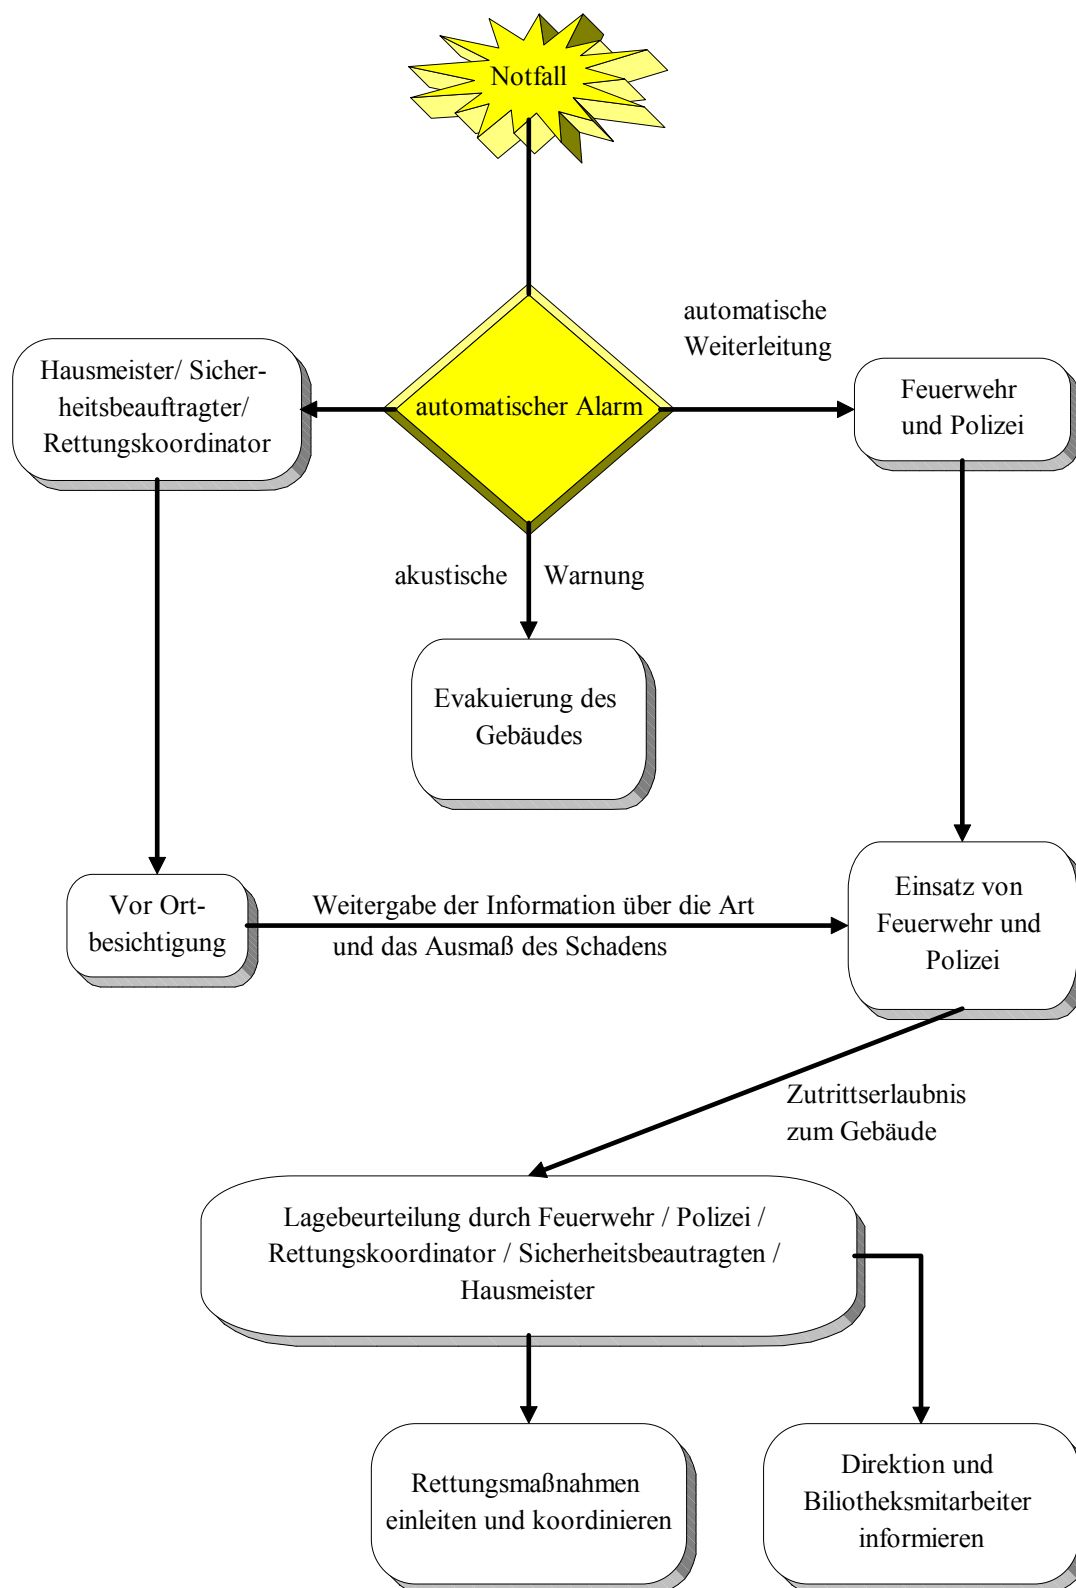 Notfall
automatische
Weiterleitung
Hausmeister/ Sicher-
heitsbeauftragter/
Rettungskoordinator
automatischer Alarm
Feuerwehr
und Polizei
akustische Warnung
Evakuierung des
Gebäudes
Vor Ort-
besichtigung
Weitergabe der Information über die Art
und das Ausmaß des Schadens
Einsatz von
Feuerwehr und
Polizei
Zutrittserlaubnis
zum Gebäude
Lagebeurteilung durch Feuerwehr / Polizei /
Rettungskoordinator / Sicherheitsbeautragten /
Hausmeister
Rettungsmaßnahmen
einleiten und koordinieren
Direktion und
Biliotheksmitarbeiter
informieren